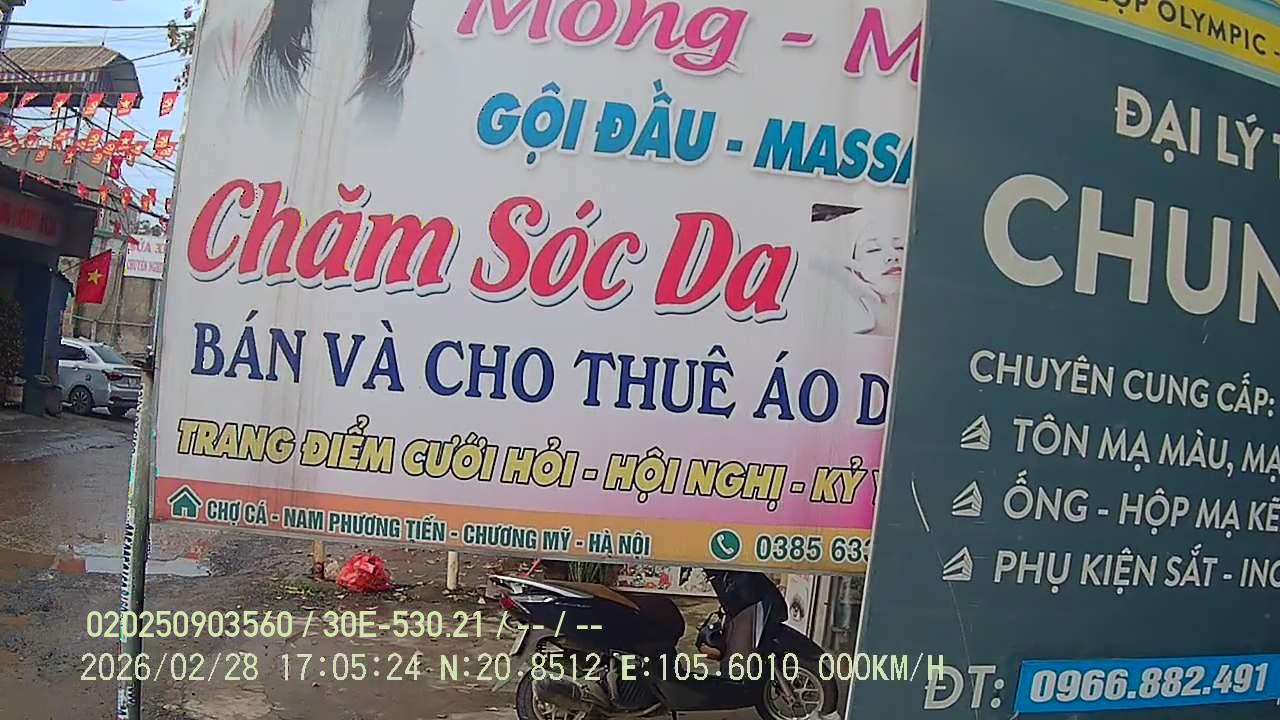 Mong - M
GỘI ĐẦU - MASSA
Chăm Sóc Da
BÁN VÀ CHO THUÊ ÁO D
TRANG ĐIỂM CƯỚI HỎI - HỘI NGHỊ - KỶ Y
CHỢ CÁ - NAM PHƯƠNG TIẾN - CHƯƠNG MỸ - HÀ NỘI
0385 633
LỢP OLYMPIC -
ĐẠI LÝ T
CHUN
CHUYÊN CUNG CẤP:
TÔN MẠ MÀU, MẠ
ỐNG - HỘP MẠ KẼ
PHỤ KIỆN SẮT - INO
ĐT: 0966.882.491
020250903560 / 30E-530.21 / -- / --
2026/02/28 17:05:24 N:20.8512 E:105.6010 000KM/H